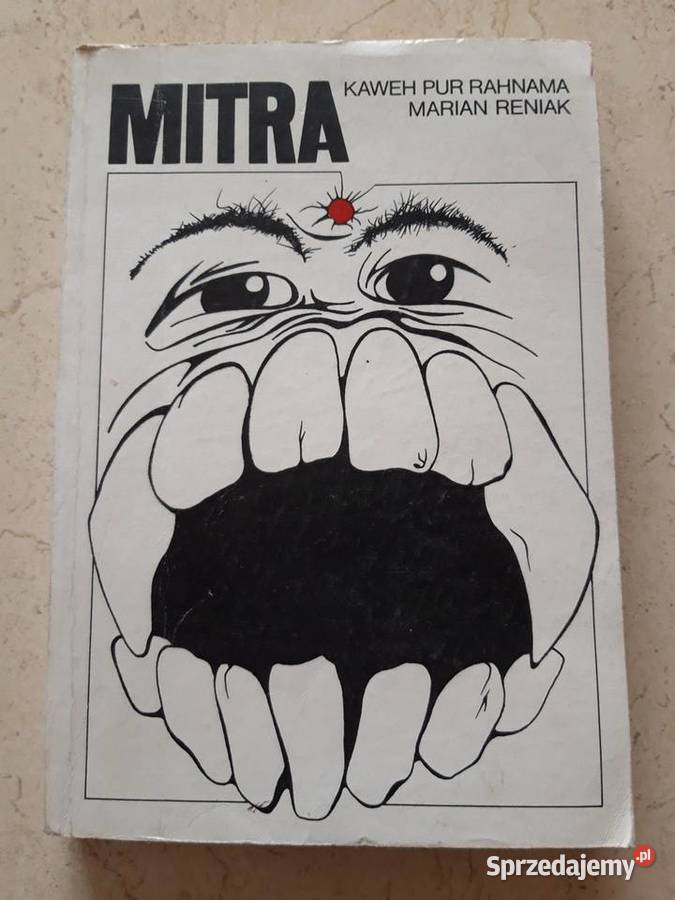 MITRA
KAWEH PUR RAHNAMA
MARIAN RENIAK
Sprzedajemy.pl